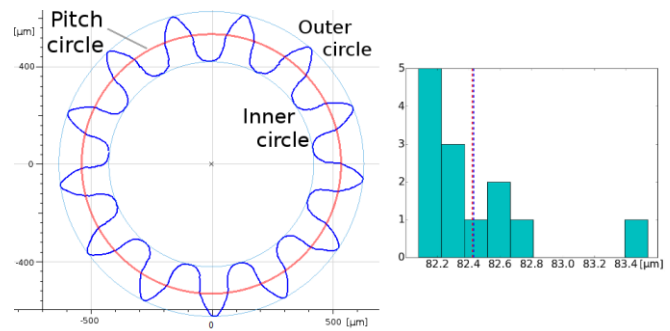 [μm]
Pitch
circle
Outer
circle
Inner
circle
400
0
-400
-500
0
500
[μm]
5
4
3
2
1
0
82.2 82.4 82.6 82.8 83.0 83.2 83.4 [μm]